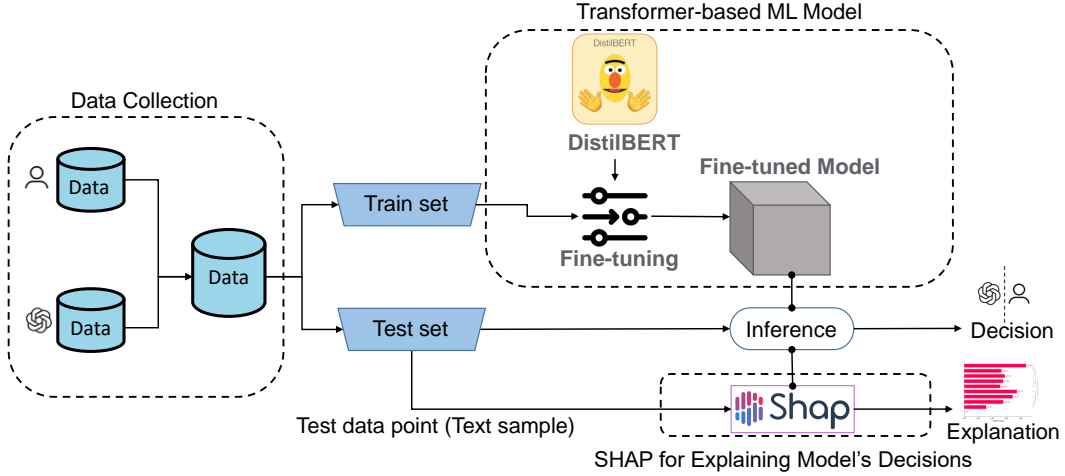 Transformer-based ML Model
DistilBERT
Data Collection
DistilBERT
Fine-tuned Model
Data
Train set
Data
Fine-tuning
Data
Test set
Inference
Decision
Shap
Test data point (Text sample)
Explanation
SHAP for Explaining Model's Decisions